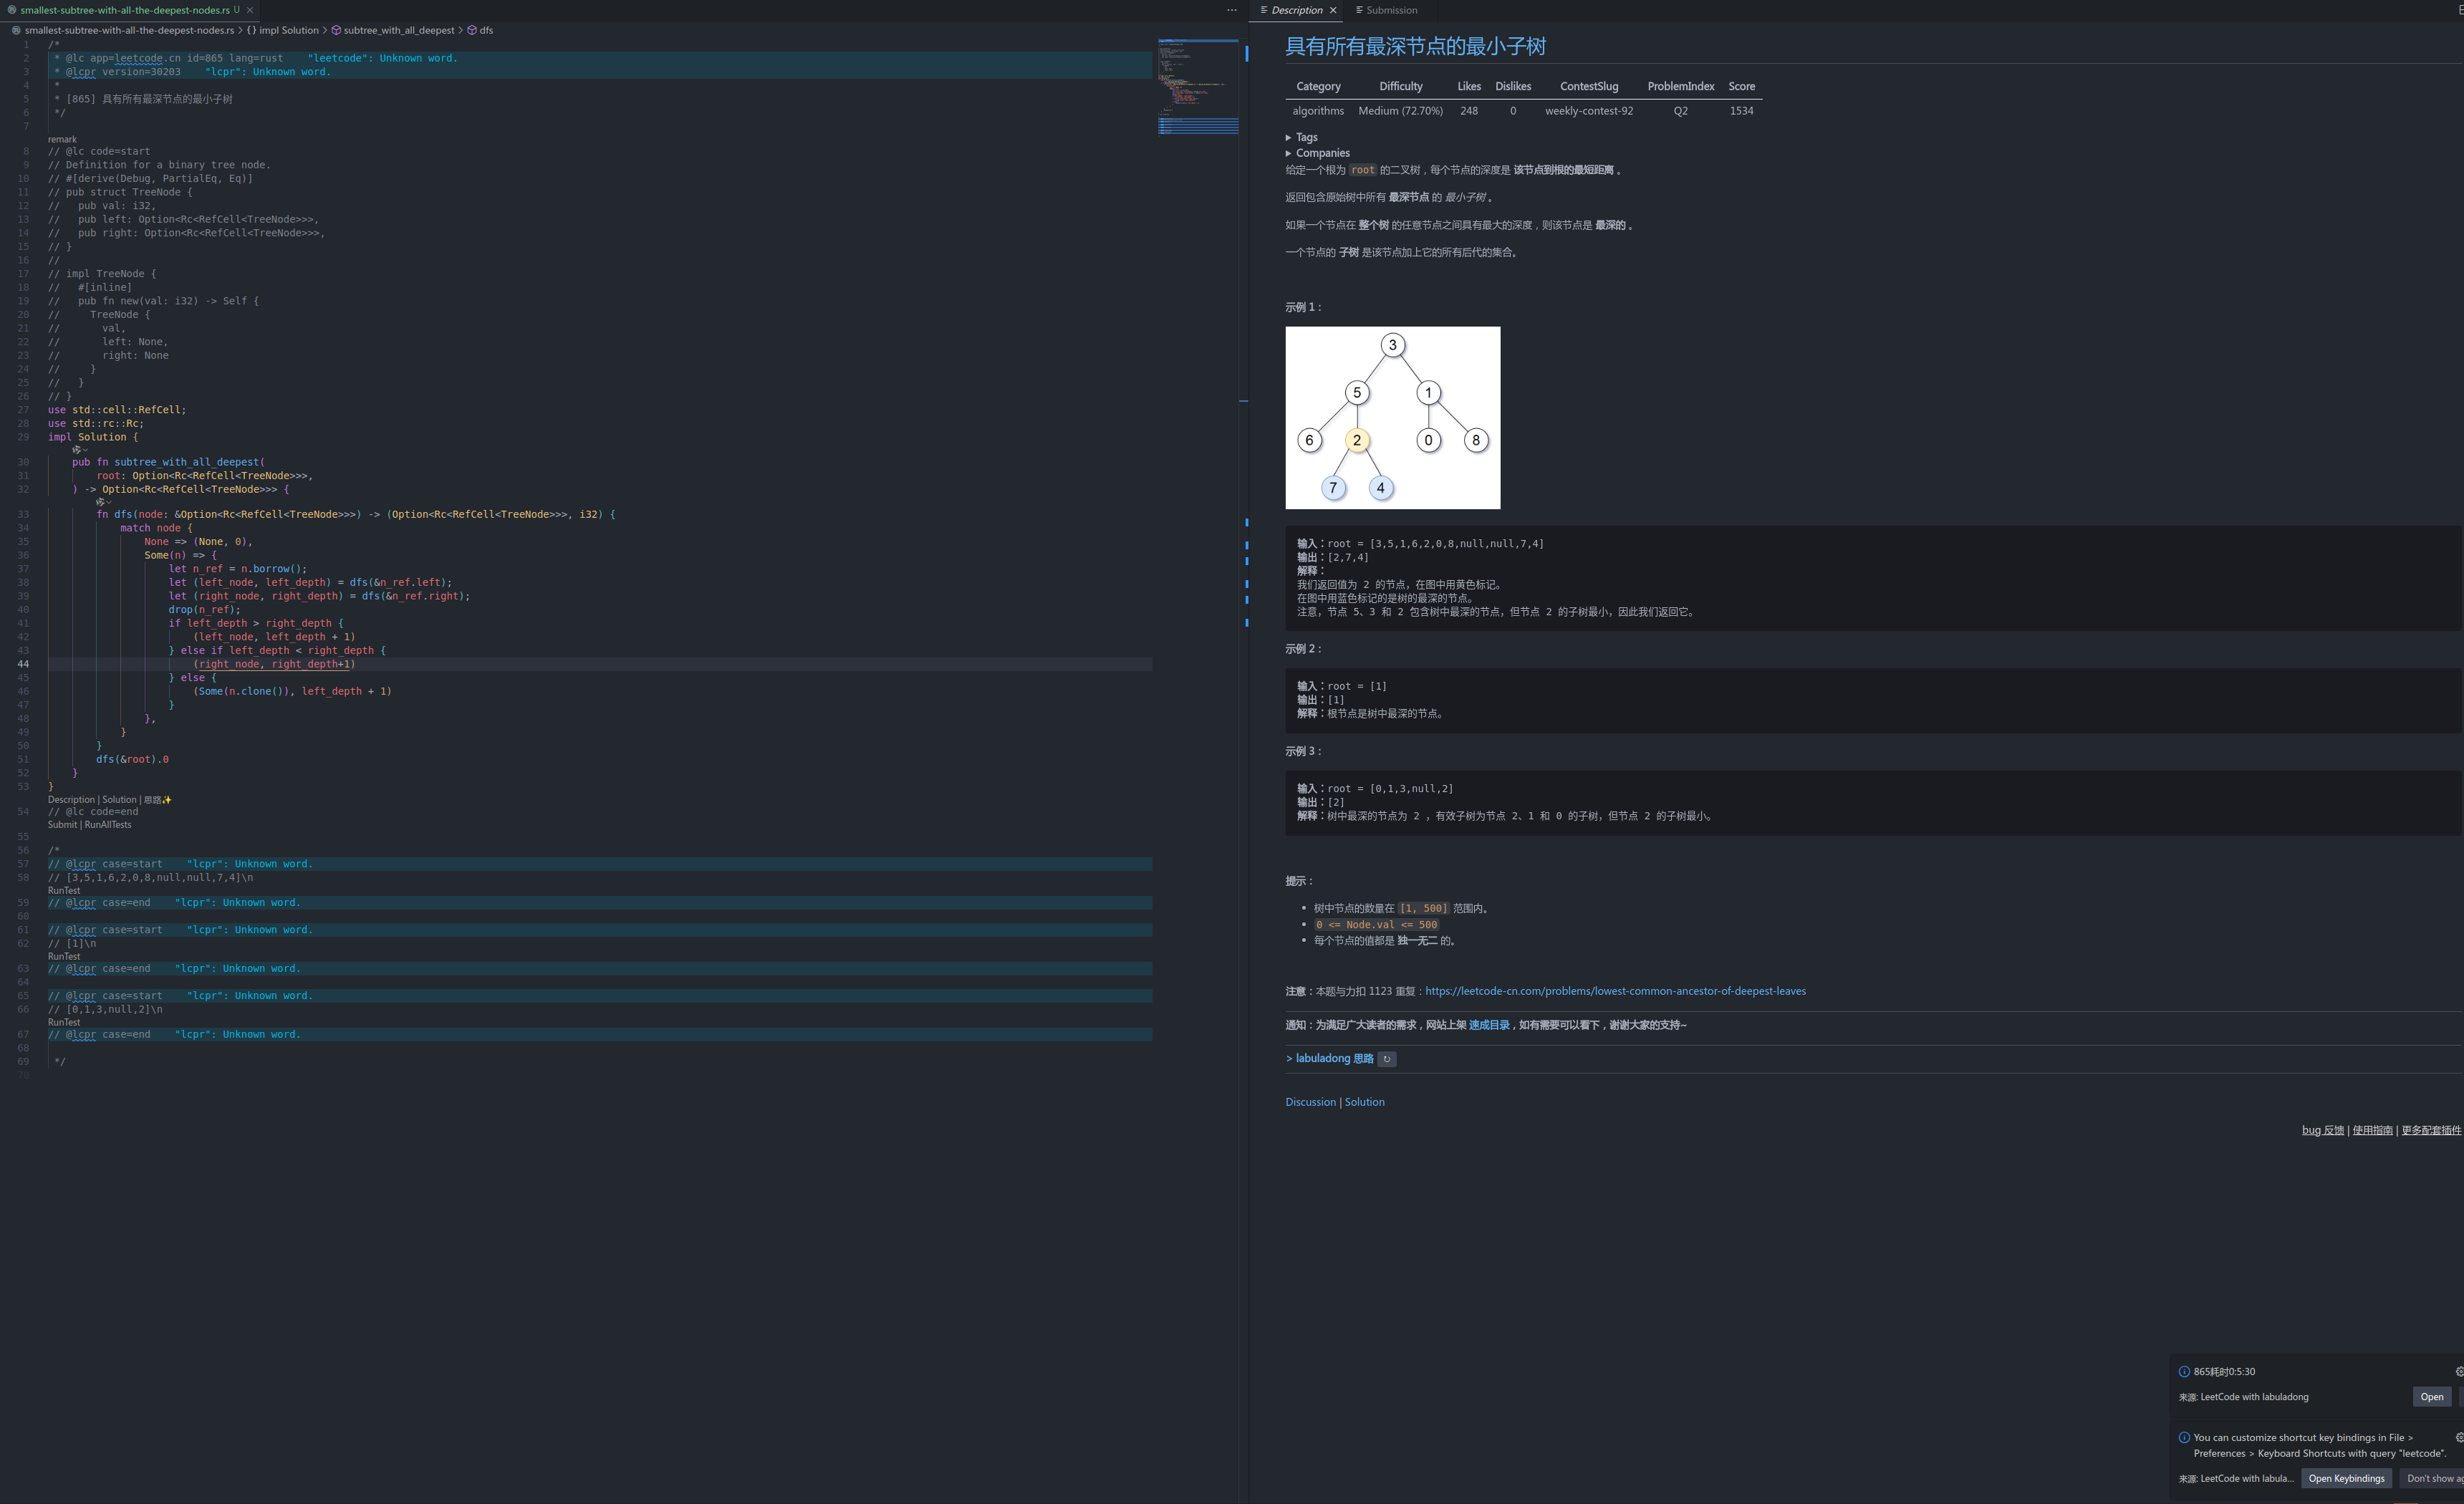 smallest-subtree-with-all-the-deepest-nodes.rs U
smallest-subtree-with-all-the-deepest-nodes.rs > {} impl Solution > subtree_with_all_deepest > dfs
1 /*
2 * @lc app=leetcode.cn id=865 lang=rust "leetcode": Unknown word.
3 * @lcpr version=30203 "lcpr": Unknown word.
4 *
5 * [865] 具有所有最深节点的最小子树
6 */
7
remark
8 // @lc code=start
9 // Definition for a binary tree node.
10 // #[derive(Debug, PartialEq, Eq)]
11 // pub struct TreeNode {
12 // pub val: i32,
13 // pub left: Option<Rc<RefCell<TreeNode>>>,
14 // pub right: Option<Rc<RefCell<TreeNode>>>,
15 // }
16 //
17 // impl TreeNode {
18 // #[inline]
19 // pub fn new(val: i32) -> Self {
20 // TreeNode {
21 // val,
22 // left: None,
23 // right: None
24 // }
25 // }
26 // }
27 use std::cell::RefCell;
28 use std::rc::Rc;
29 impl Solution {
30 pub fn subtree_with_all_deepest(
31 root: Option<Rc<RefCell<TreeNode>>>,
32 ) -> Option<Rc<RefCell<TreeNode>>> {
33 fn dfs(node: &Option<Rc<RefCell<TreeNode>>>) -> (Option<Rc<RefCell<TreeNode>>>, i32) {
34 match node {
35 None => (None, 0),
36 Some(n) => {
37 let n_ref = n.borrow();
38 let (left_node, left_depth) = dfs(&n_ref.left);
39 let (right_node, right_depth) = dfs(&n_ref.right);
40 drop(n_ref);
41 if left_depth > right_depth {
42 (left_node, left_depth + 1)
43 } else if left_depth < right_depth {
44 (right_node, right_depth+1)
45 } else {
46 (Some(n.clone()), left_depth + 1)
47 }
48 },
49 }
50 }
51 dfs(&root).0
52 }
53 }
Description | Solution | 思路✨
54 // @lc code=end
Submit | RunAllTests
55
56 /*
57 // @lcpr case=start "lcpr": Unknown word.
58 // [3,5,1,6,2,0,8,null,null,7,4]\n
RunTest
59 // @lcpr case=end "lcpr": Unknown word.
60
61 // @lcpr case=start "lcpr": Unknown word.
62 // [1]\n
RunTest
63 // @lcpr case=end "lcpr": Unknown word.
64
65 // @lcpr case=start "lcpr": Unknown word.
66 // [0,1,3,null,2]\n
RunTest
67 // @lcpr case=end "lcpr": Unknown word.
68
69 */
70
Description Submission
具有所有最深节点的最小子树
Category Difficulty Likes Dislikes ContestSlug ProblemIndex Score
algorithms Medium (72.70%) 248 0 weekly-contest-92 Q2 1534
Tags
Companies
给定一个根为 root 的二叉树，每个节点的深度是 该节点到根的最短距离 。
返回包含原始树中所有 最深节点 的 最小子树 。
如果一个节点在 整个树 的任意节点之间具有最大的深度，则该节点是 最深的 。
一个节点的 子树 是该节点加上它的所有后代的集合。
示例 1：
3
5 1
6 2 0 8
7 4
输入：root = [3,5,1,6,2,0,8,null,null,7,4]
输出：[2,7,4]
解释：
我们返回值为 2 的节点，在图中用黄色标记。
在图中用蓝色标记的是树的最深的节点。
注意，节点 5、3 和 2 包含树中最深的节点，但节点 2 的子树最小，因此我们返回它。
示例 2：
输入：root = [1]
输出：[1]
解释：根节点是树中最深的节点。
示例 3：
输入：root = [0,1,3,null,2]
输出：[2]
解释：树中最深的节点为 2 ，有效子树为节点 2、1 和 0 的子树，但节点 2 的子树最小。
提示：
• 树中节点的数量在 [1, 500] 范围内。
• 0 <= Node.val <= 500
• 每个节点的值都是 独一无二 的。
注意：本题与力扣 1123 重复：https://leetcode-cn.com/problems/lowest-common-ancestor-of-deepest-leaves
通知：为满足广大读者的需求，网站上架 速成目录，如有需要可以看下，谢谢大家的支持~
> labuladong 思路
Discussion | Solution
bug 反馈 | 使用指南 | 更多配套插件
865耗时0:5:30
来源: LeetCode with labuladong Open
You can customize shortcut key bindings in File >
Preferences > Keyboard Shortcuts with query "leetcode".
来源: LeetCode with labula... Open Keybindings Don't show